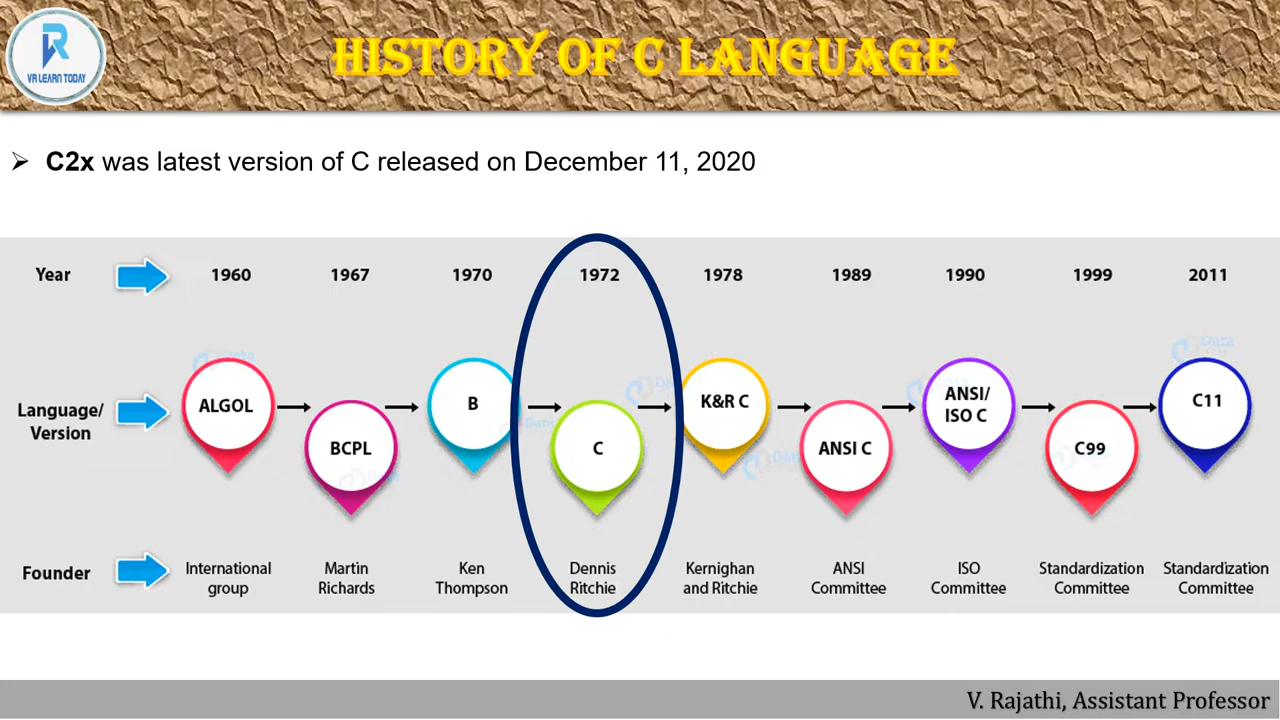 VR LEARN TODAY
HISTORY OF C LANGUAGE
➢ C2x was latest version of C released on December 11, 2020
Year 1960 1967 1970 1972 1978 1989 1990 1999 2011
Language/
Version
ALGOL
BCPL
B
C
K&R C
ANSI C
ANSI/
ISO C
C99
C11
Founder
International
group
Martin
Richards
Ken
Thompson
Dennis
Ritchie
Kernighan
and Ritchie
ANSI
Committee
ISO
Committee
Standardization
Committee
Standardization
Committee
V. Rajathi, Assistant Professor